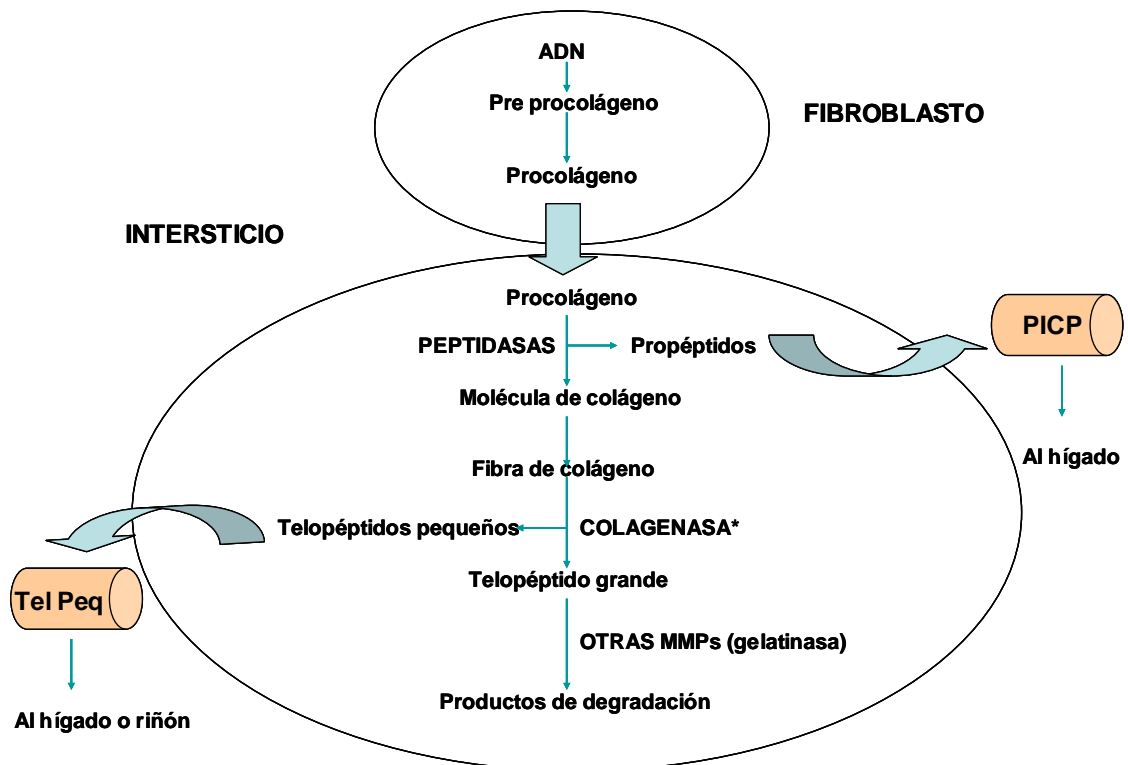 ADN
Pre procolágeno
FIBROBLASTO
Procolágeno
INTERSTICIO
Procolágeno
PICP
PEPTIDASAS
Propéptidos
Molécula de colágeno
Al hígado
Fibra de colágeno
Telopéptidos pequeños
COLAGENASA*
Telopéptido grande
Tel Peq
OTRAS MMPs (gelatinasa)
Productos de degradación
Al hígado o riñón